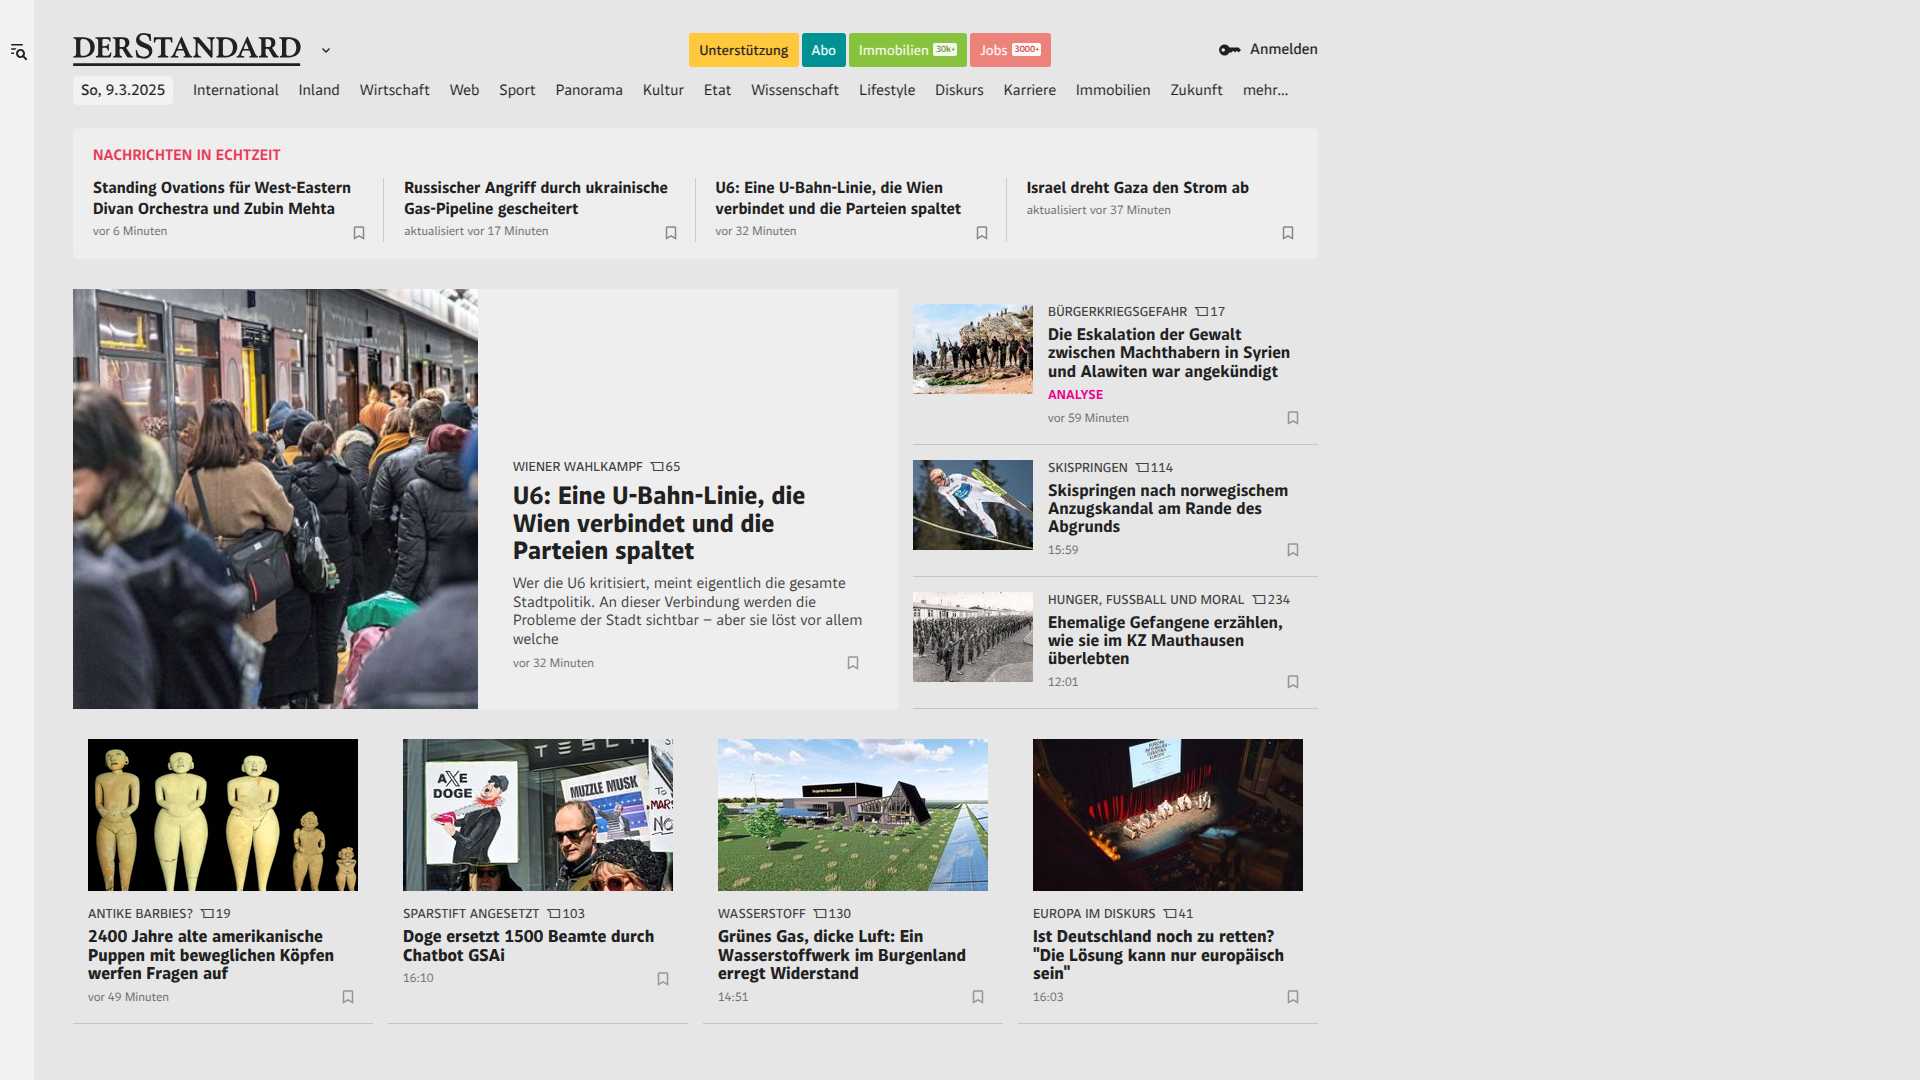 DERSTANDARD
Unterstützung
Abo
Immobilien 30k+
Jobs 3000+
Anmelden
So, 9.3.2025
International
Inland
Wirtschaft
Web
Sport
Panorama
Kultur
Etat
Wissenschaft
Lifestyle
Diskurs
Karriere
Immobilien
Zukunft
mehr...
NACHRICHTEN IN ECHTZEIT
Standing Ovations für West-Eastern
Divan Orchestra und Zubin Mehta
vor 6 Minuten
Russischer Angriff durch ukrainische
Gas-Pipeline gescheitert
aktualisiert vor 17 Minuten
U6: Eine U-Bahn-Linie, die Wien
verbindet und die Parteien spaltet
vor 32 Minuten
Israel dreht Gaza den Strom ab
aktualisiert vor 37 Minuten
WIENER WAHLKAMPF 65
U6: Eine U-Bahn-Linie, die
Wien verbindet und die
Parteien spaltet
Wer die U6 kritisiert, meint eigentlich die gesamte
Stadtpolitik. An dieser Verbindung werden die
Probleme der Stadt sichtbar – aber sie löst vor allem
welche
vor 32 Minuten
BÜRGERKRIEGSGEFAHR 17
Die Eskalation der Gewalt
zwischen Machthabern in Syrien
und Alawiten war angekündigt
ANALYSE
vor 59 Minuten
SKISPRINGEN 114
Skispringen nach norwegischem
Anzugskandal am Rande des
Abgrunds
15:59
HUNGER, FUSSBALL UND MORAL 234
Ehemalige Gefangene erzählen,
wie sie im KZ Mauthausen
überlebten
12:01
ANTIKE BARBIES? 19
2400 Jahre alte amerikanische
Puppen mit beweglichen Köpfen
werfen Fragen auf
vor 49 Minuten
TESL
AXE
DOGE
MUZZLE MUSK
TO
MARS
NO
SPARSTIFT ANGESETZT 103
Doge ersetzt 1500 Beamte durch
Chatbot GSAi
16:10
WASSERSTOFF 130
Grünes Gas, dicke Luft: Ein
Wasserstoffwerk im Burgenland
erregt Widerstand
14:51
EUROPA IM DISKURS 41
Ist Deutschland noch zu retten?
"Die Lösung kann nur europäisch
sein"
16:03